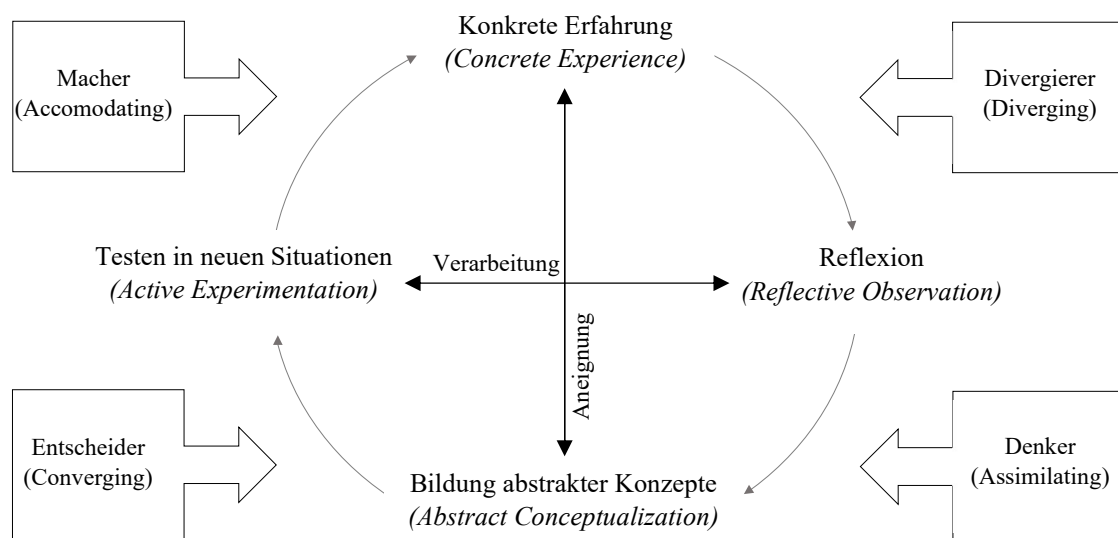 Konkrete Erfahrung
(Concrete Experience)
Macher
(Accomodating)
Divergierer
(Diverging)
Testen in neuen Situationen
(Active Experimentation)
Verarbeitung
Reflexion
(Reflective Observation)
Aneignung
Entscheider
(Converging)
Bildung abstrakter Konzepte
(Abstract Conceptualization)
Denker
(Assimilating)